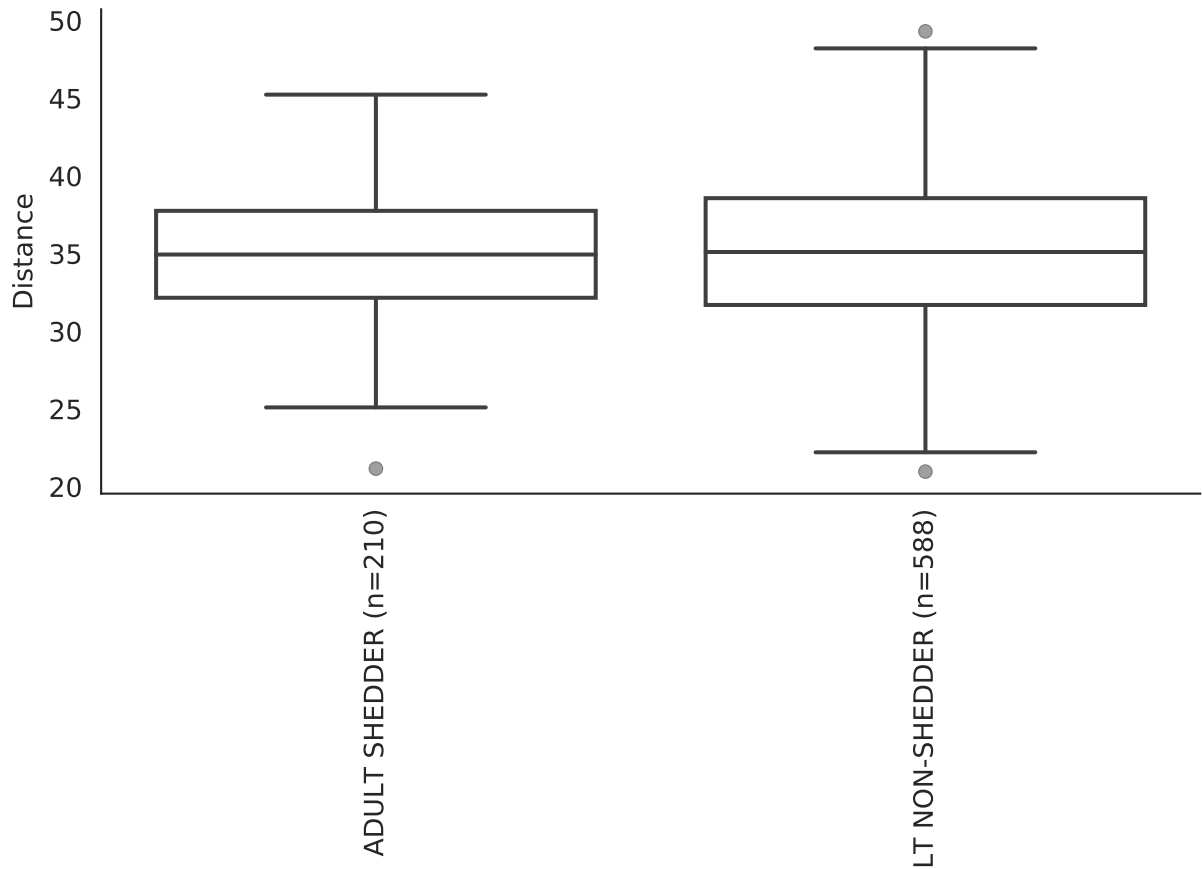 50
45
40
35
30
25
20
Distance
ADULT SHEDDER (n=210)
LT NON-SHEDDER (n=588)